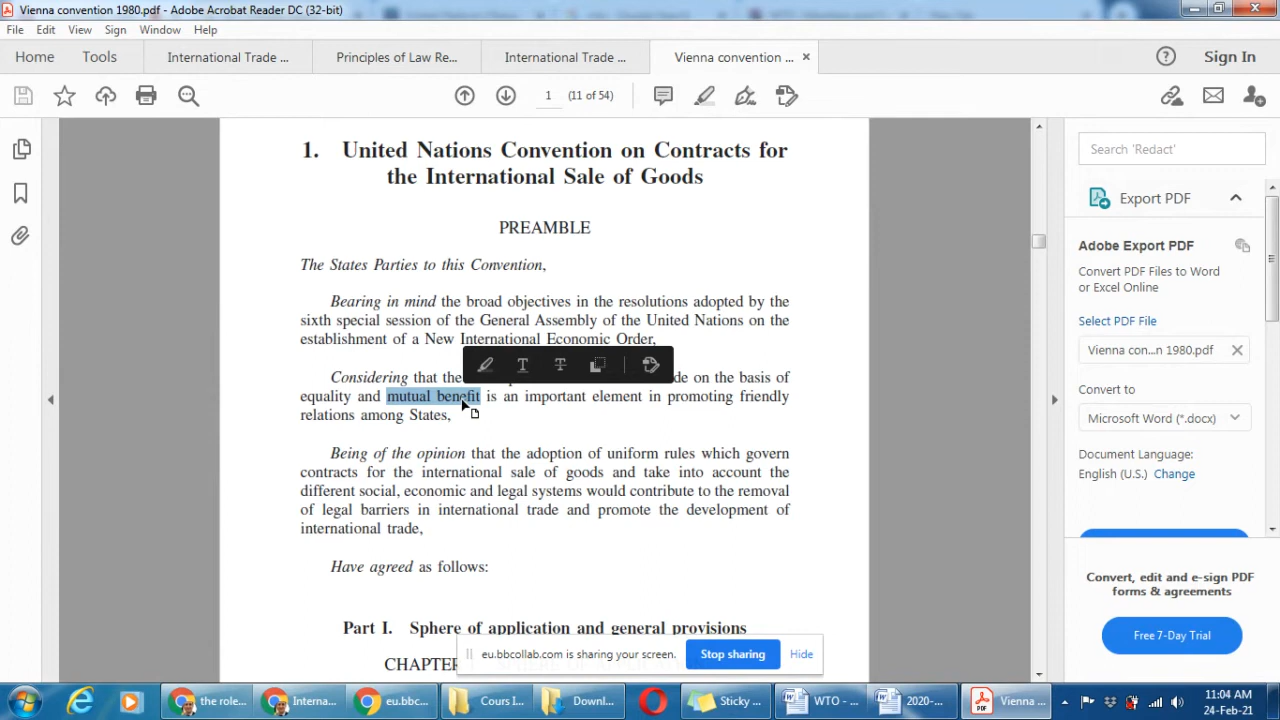 Vienna convention 1980.pdf - Adobe Acrobat Reader DC (32-bit)
File Edit View Sign Window Help
Home Tools International Trade ... Principles of Law Re... International Trade ... Vienna convention ... × Sign In
1 (11 of 54)
1. United Nations Convention on Contracts for
the International Sale of Goods
PREAMBLE
The States Parties to this Convention,
Bearing in mind the broad objectives in the resolutions adopted by the
sixth special session of the General Assembly of the United Nations on the
establishment of a New International Economic Order,
Considering that the de on the basis of
equality and mutual benefit is an important element in promoting friendly
relations among States,
Being of the opinion that the adoption of uniform rules which govern
contracts for the international sale of goods and take into account the
different social, economic and legal systems would contribute to the removal
of legal barriers in international trade and promote the development of
international trade,
Have agreed as follows:
Part I. Sphere of application and general provisions
CHAPTER
eu.bbcollab.com is sharing your screen. Stop sharing Hide
Search 'Redact'
Export PDF
Adobe Export PDF
Convert PDF Files to Word
or Excel Online
Select PDF File
Vienna con...n 1980.pdf
Convert to
Microsoft Word (*.docx)
Document Language:
English (U.S.) Change
Convert, edit and e-sign PDF
forms & agreements
Free 7-Day Trial
the role... Interna... eu.bbc... Cours I... Downl... Sticky ... WTO - ... 2020-... Vienna ...
11:04 AM
24-Feb-21